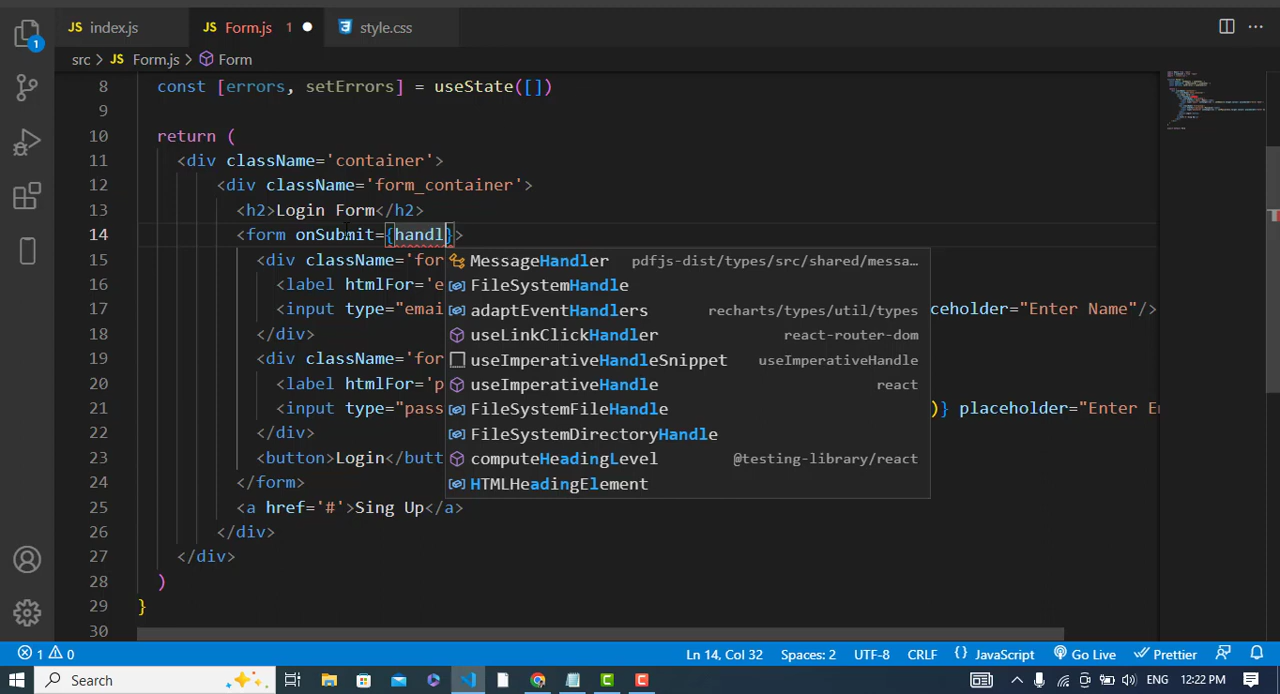 JS index.js JS Form.js 1 style.css
src > JS Form.js > Form
8 const [errors, setErrors] = useState([])
9
10 return (
11 <div className='container'>
12 <div className='form_container'>
13 <h2>Login Form</h2>
14 <form onSubmit={handl}>
15 <div className='for
MessageHandler pdfjs-dist/types/src/shared/messa…
16 <label htmlFor='e
FileSystemHandle
17 <input type="emai
adaptEventHandlers recharts/types/util/types
ceholder="Enter Name"/>
18 </div>
useLinkClickHandler react-router-dom
19 <div className='for
useImperativeHandleSnippet useImperativeHandle
20 <label htmlFor='p
useImperativeHandle react
21 <input type="pass
FileSystemFileHandle
)} placeholder="Enter E
22 </div>
FileSystemDirectoryHandle
23 <button>Login</butt
computeHeadingLevel @testing-library/react
24 </form>
HTMLHeadingElement
25 <a href='#'>Sing Up</a>
26 </div>
27 </div>
28 )
29 }
30
1 0 Ln 14, Col 32 Spaces: 2 UTF-8 CRLF {} JavaScript Go Live Prettier
Search ENG 12:22 PM